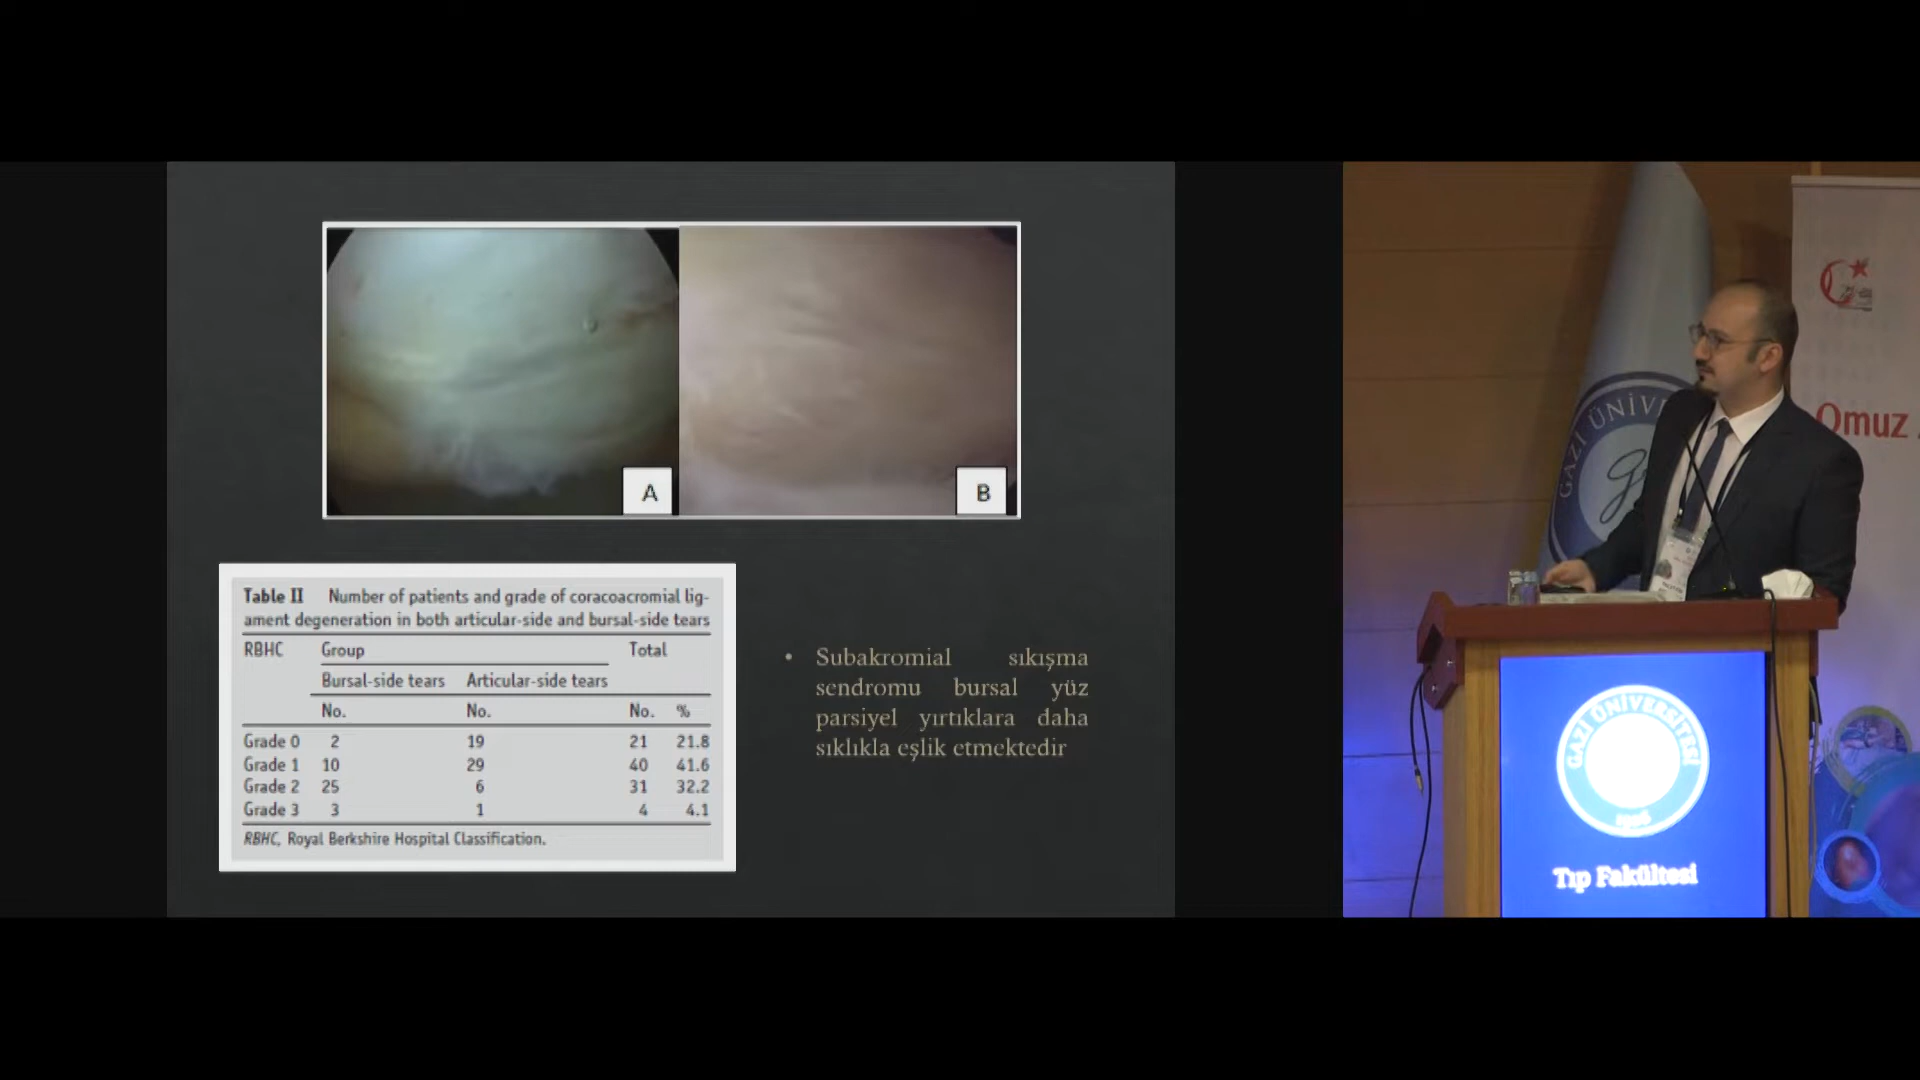 A
B
Table II Number of patients and grade of coracoacromial lig-
ament degeneration in both articular-side and bursal-side tears
RBHC Group Total
Bursal-side tears Articular-side tears
No. No. No. %
Grade 0 2 19 21 21.8
Grade 1 10 29 40 41.6
Grade 2 25 6 31 32.2
Grade 3 3 1 4 4.1
RBHC, Royal Berkshire Hospital Classification.
• Subakromial sıkışma
sendromu bursal yüz
parsiyel yırtıklara daha
sıklıkla eşlik etmektedir
GAZİ ÜNİV
Omuz
GAZİ ÜNİVERSİTESİ
Tıp Fakültesi